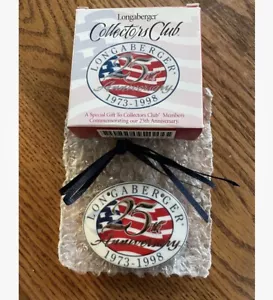 Longaberger
Collectors Club
LONGABERGER®
25th
Anniversary
1973-1998
A Special Gift To Collectors Club Members
Commemorating our 25th Anniversary.
LONGABERGER®
25th
Anniversary
1973-1998